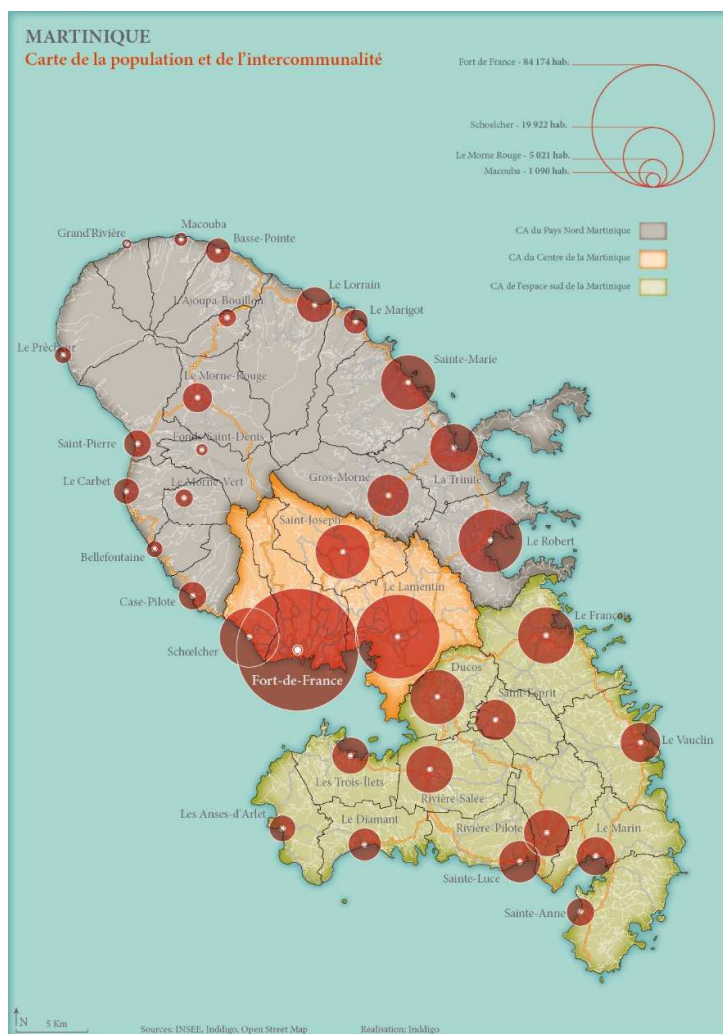 MARTINIQUE
Carte de la population et de l'intercommunalité
Fort de France - 84 174 hab.
Schoelcher - 19 922 hab.
Le Morne Rouge - 5 021 hab.
Macouba - 1 090 hab.
CA du Pays Nord Martinique
CA du Centre de la Martinique
CA de l'espace sud de la Martinique
Macouba
Grand'Rivière
Basse-Pointe
Le Lorrain
L'Ajoupa-Bouillon
Le Marigot
Le Prêcheur
Sainte-Marie
Le Morne-Rouge
Saint-Pierre
Fonds-Saint-Denis
Gros-Morne
La Trinité
Le Carbet
Le Morne-Vert
Saint-Joseph
Le Robert
Bellefontaine
Le Lamentin
Case-Pilote
Le François
Schœlcher
Ducos
Fort-de-France
Saint-Esprit
Le Vauclin
Les Trois-Îlets
Rivière-Salée
Les Anses-d'Arlet
Le Diamant
Rivière-Pilote
Le Marin
Sainte-Luce
Sainte-Anne
N
5 Km
Sources: INSEE, Inddigo, Open Street Map
Réalisation: Inddigo